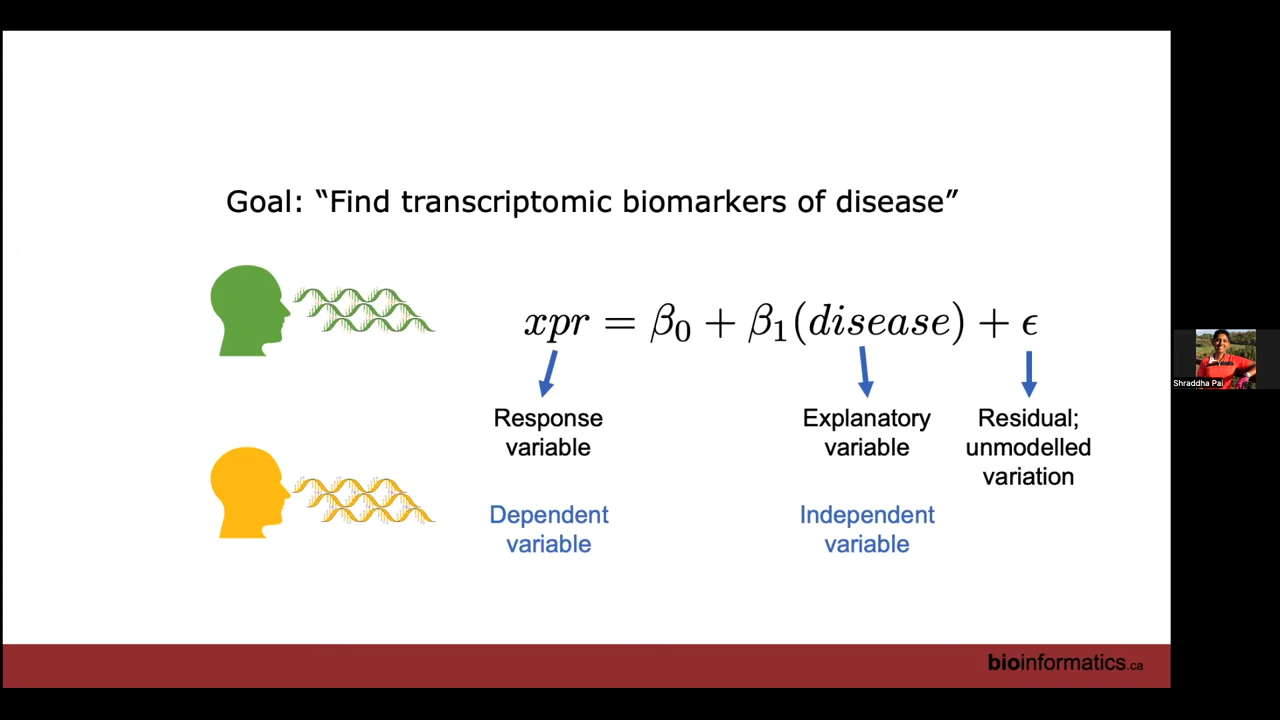 Goal: “Find transcriptomic biomarkers of disease”
xpr = β0 + β1(disease) + ϵ
Response
variable
Explanatory
variable
Residual;
unmodelled
variation
Dependent
variable
Independent
variable
Shraddha Pai
bioinformatics.ca